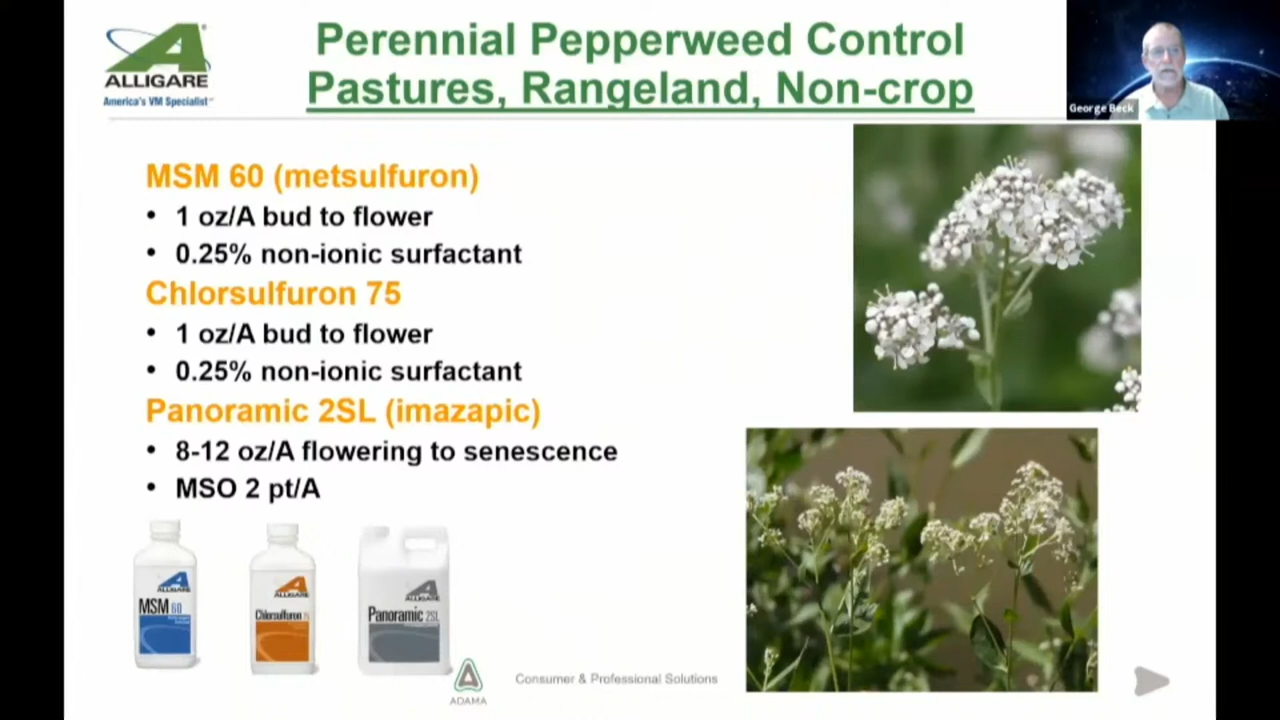 ALLIGARE
America's VM Specialist
Perennial Pepperweed Control
Pastures, Rangeland, Non-crop
George Beck
MSM 60 (metsulfuron)
• 1 oz/A bud to flower
• 0.25% non-ionic surfactant
Chlorsulfuron 75
• 1 oz/A bud to flower
• 0.25% non-ionic surfactant
Panoramic 2SL (imazapic)
• 8-12 oz/A flowering to senescence
• MSO 2 pt/A
ALLIGARE
MSM 60
ALLIGARE
Chlorsulfuron 75
ALLIGARE
Panoramic 2SL
ADAMA
Consumer & Professional Solutions